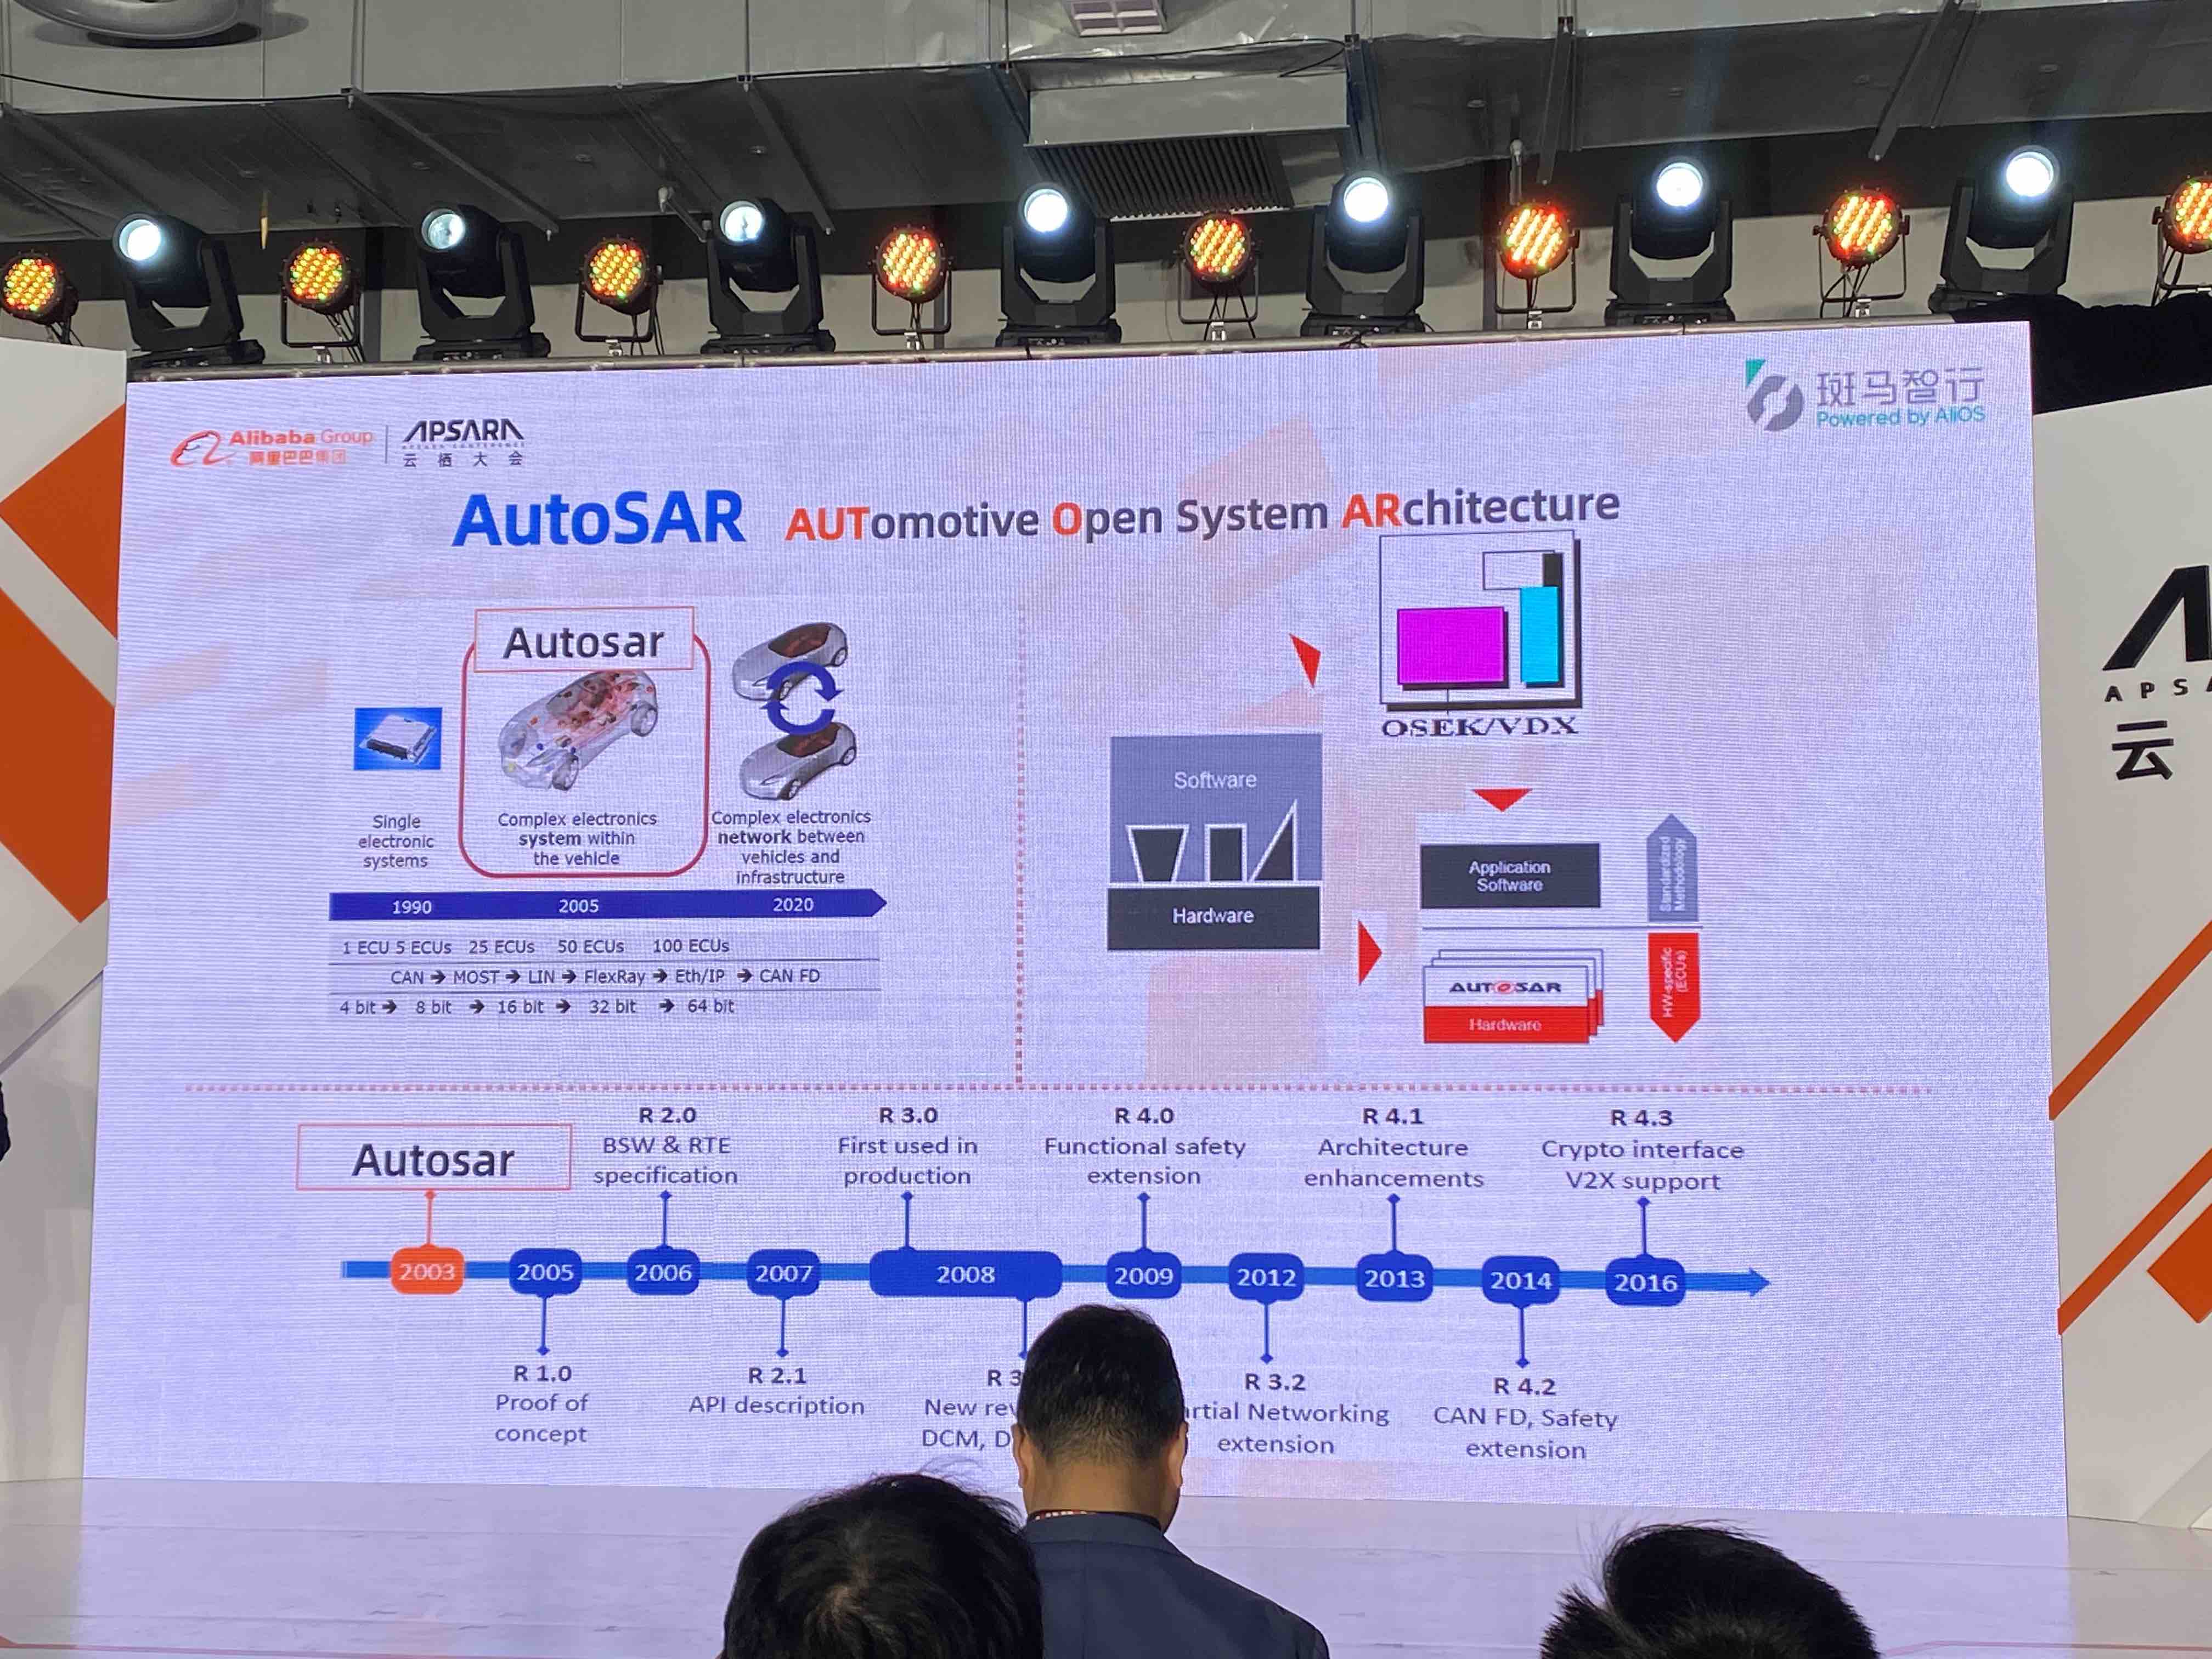 Alibaba Group
阿里巴巴集团
APSARA
云栖大会
斑马智行
Powered by AliOS
AutoSAR AUTomotive Open System ARchitecture
Autosar
Single
electronic
systems
Complex electronics
system within
the vehicle
Complex electronics
network between
vehicles and
infrastructure
1990 2005 2020
1 ECU 5 ECUs 25 ECUs 50 ECUs 100 ECUs
CAN ➔ MOST ➔ LIN ➔ FlexRay ➔ Eth/IP ➔ CAN FD
4 bit ➔ 8 bit ➔ 16 bit ➔ 32 bit ➔ 64 bit
OSEK/VDX
Software
Hardware
Application
Software
Standardized
Methodology
AUTOSAR
Hardware
HW-specific
(ECUs)
Autosar
R 2.0
BSW & RTE
specification
R 3.0
First used in
production
R 4.0
Functional safety
extension
R 4.1
Architecture
enhancements
R 4.3
Crypto interface
V2X support
2003 2005 2006 2007 2008 2009 2012 2013 2014 2016
R 1.0
Proof of
concept
R 2.1
API description
R 3
New
DCM,
R 3.2
Networking
extension
R 4.2
CAN FD, Safety
extension
云